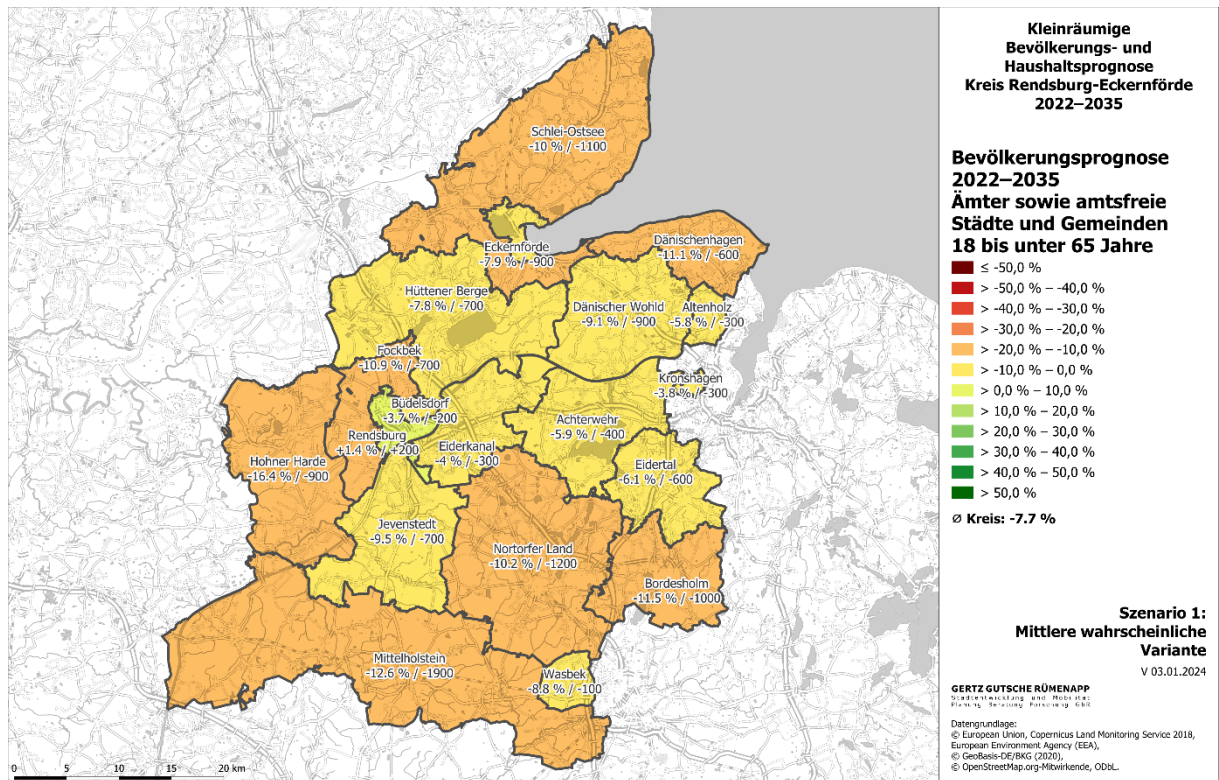 Schlei-Ostsee
-10 % / -1100
Eckernförde
-7.9 % / -900
Dänischenhagen
-11.1 % / -600
Hüttener Berge
-7.8 % / -700
Dänischer Wohld
-9.1 % / -900
Altenholz
-5.8 % / -300
Fockbek
-10.9 % / -700
Kronshagen
-3.8 % / -300
Büdelsdorf
-3.7 % / -200
Achterwehr
-5.9 % / -400
Rendsburg
+1.4 % / +200
Eiderkanal
-4 % / -300
Hohner Harde
-16.4 % / -900
Eidertal
-6.1 % / -600
Jevenstedt
-9.5 % / -700
Nortorfer Land
-10.2 % / -1200
Bordesholm
-11.5 % / -1000
Mittelholstein
-12.6 % / -1900
Wasbek
-8.8 % / -100
0 5 10 15 20 km
Kleinräumige
Bevölkerungs- und
Haushaltsprognose
Kreis Rendsburg-Eckernförde
2022–2035
Bevölkerungsprognose
2022–2035
Ämter sowie amtsfreie
Städte und Gemeinden
18 bis unter 65 Jahre
≤ -50,0 %
> -50,0 % – -40,0 %
> -40,0 % – -30,0 %
> -30,0 % – -20,0 %
> -20,0 % – -10,0 %
> -10,0 % – 0,0 %
> 0,0 % – 10,0 %
> 10,0 % – 20,0 %
> 20,0 % – 30,0 %
> 30,0 % – 40,0 %
> 40,0 % – 50,0 %
> 50,0 %
⌀ Kreis: -7.7 %
Szenario 1:
Mittlere wahrscheinliche
Variante
V 03.01.2024
GERTZ GUTSCHE RÜMENAPP
Stadtentwicklung und Mobilität
Planung Beratung Forschung GbR
Datengrundlage:
© European Union, Copernicus Land Monitoring Service 2018,
European Environment Agency (EEA),
© GeoBasis-DE/BKG (2020),
© OpenStreetMap.org-Mitwirkende, ODbL.